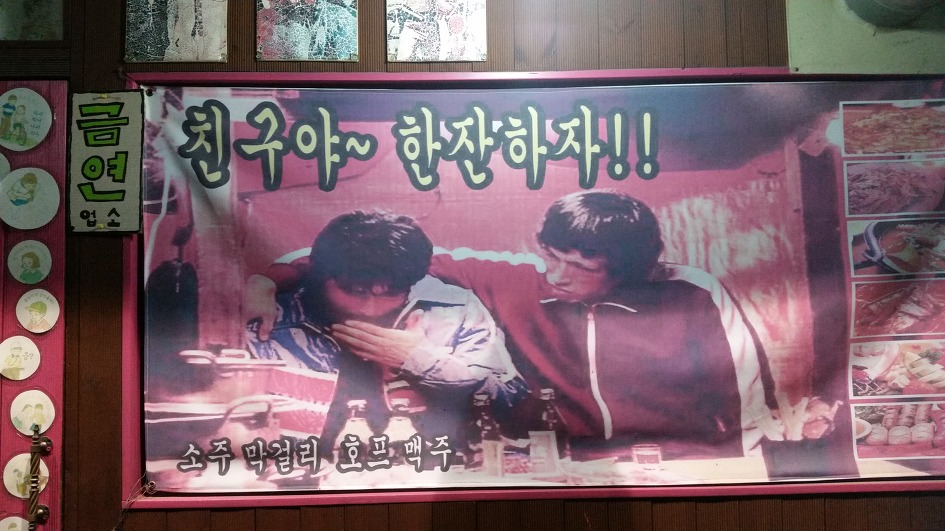 금연
업소
친구야~ 한잔하자!!
소주 막걸리 호프 맥주